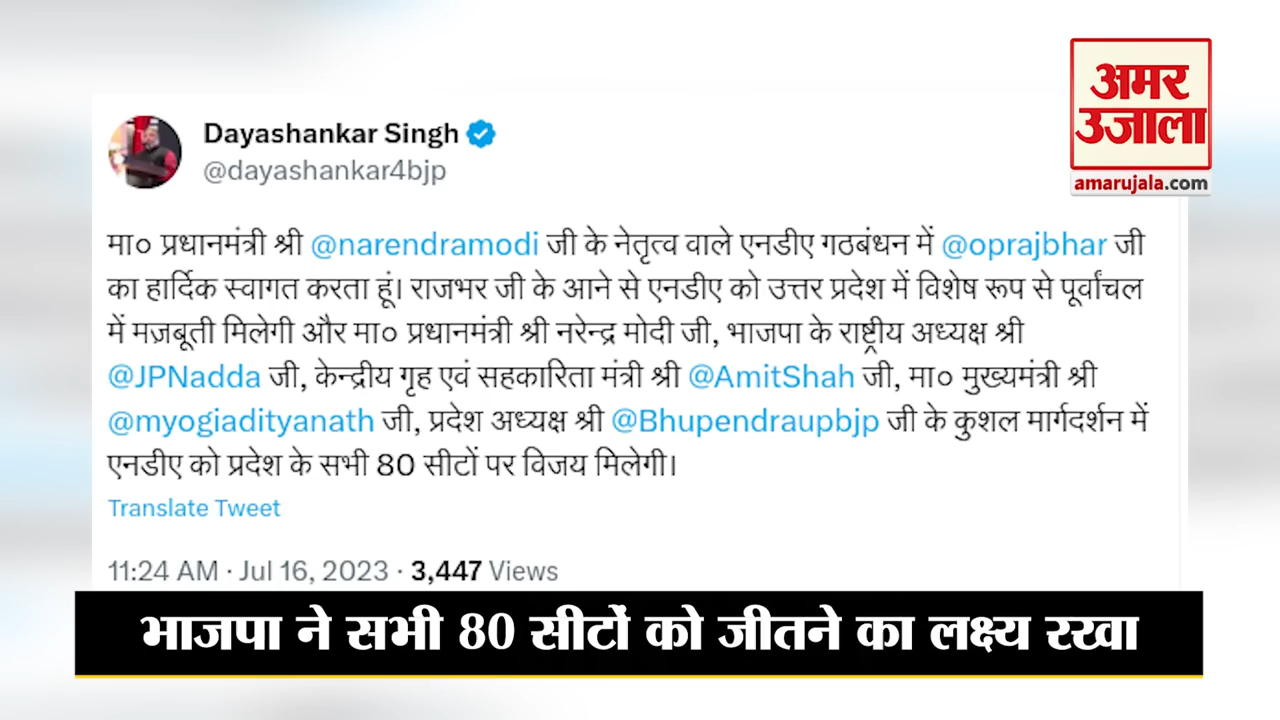 अमर
उजाला
amarujala.com
Dayashankar Singh
@dayashankar4bjp
मा० प्रधानमंत्री श्री @narendramodi जी के नेतृत्व वाले एनडीए गठबंधन में @oprajbhar जी
का हार्दिक स्वागत करता हूं। राजभर जी के आने से एनडीए को उत्तर प्रदेश में विशेष रूप से पूर्वांचल
में मज़बूती मिलेगी और मा० प्रधानमंत्री श्री नरेन्द्र मोदी जी, भाजपा के राष्ट्रीय अध्यक्ष श्री
@JPNadda जी, केन्द्रीय गृह एवं सहकारिता मंत्री श्री @AmitShah जी, मा० मुख्यमंत्री श्री
@myogiadityanath जी, प्रदेश अध्यक्ष श्री @Bhupendraupbjp जी के कुशल मार्गदर्शन में
एनडीए को प्रदेश के सभी 80 सीटों पर विजय मिलेगी।
Translate Tweet
11:24 AM · Jul 16, 2023 · 3,447 Views
भाजपा ने सभी 80 सीटों को जीतने का लक्ष्य रखा